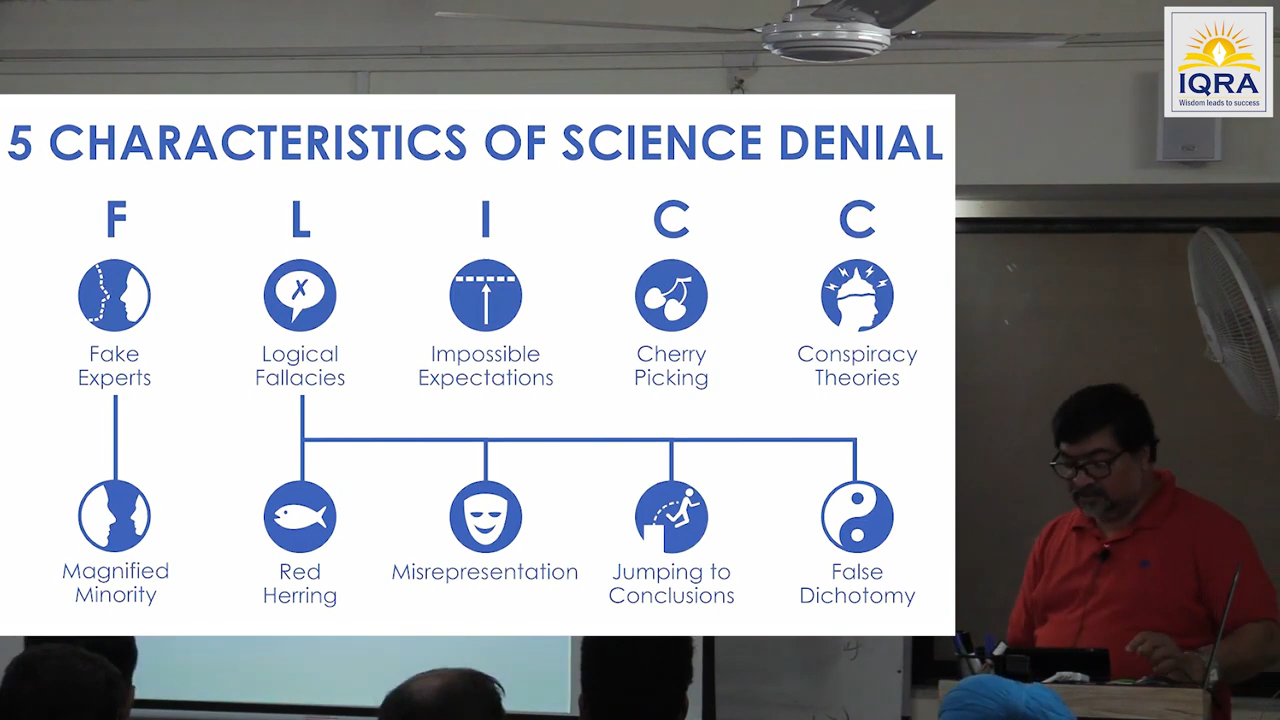 IQRA
Wisdom leads to success
5 CHARACTERISTICS OF SCIENCE DENIAL
F L I C C
Fake
Experts
Logical
Fallacies
Impossible
Expectations
Cherry
Picking
Conspiracy
Theories
Magnified
Minority
Red
Herring
Misrepresentation
Jumping to
Conclusions
False
Dichotomy